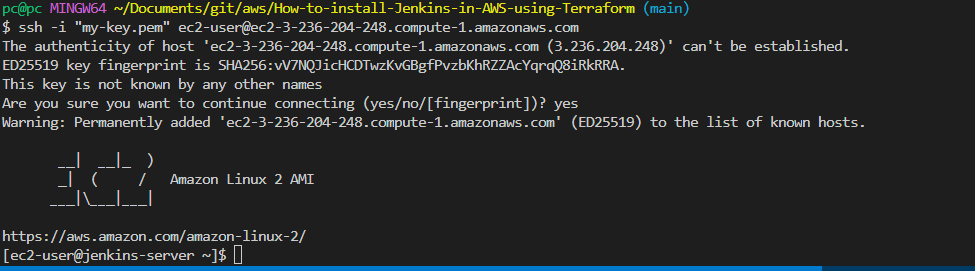 pc@pc MINGW64 ~/Documents/git/aws/How-to-install-Jenkins-in-AWS-using-Terraform (main)
$ ssh -i "my-key.pem" ec2-user@ec2-3-236-204-248.compute-1.amazonaws.com
The authenticity of host 'ec2-3-236-204-248.compute-1.amazonaws.com (3.236.204.248)' can't be established.
ED25519 key fingerprint is SHA256:vV7NQJicHCDTwzKvGBgfPvzbKhRZZAcYqrqQ8iRkRRA.
This key is not known by any other names
Are you sure you want to continue connecting (yes/no/[fingerprint])? yes
Warning: Permanently added 'ec2-3-236-204-248.compute-1.amazonaws.com' (ED25519) to the list of known hosts.

       __|  __|_  )
       _|  (     /   Amazon Linux 2 AMI
      ___|\___|___|

https://aws.amazon.com/amazon-linux-2/
[ec2-user@jenkins-server ~]$